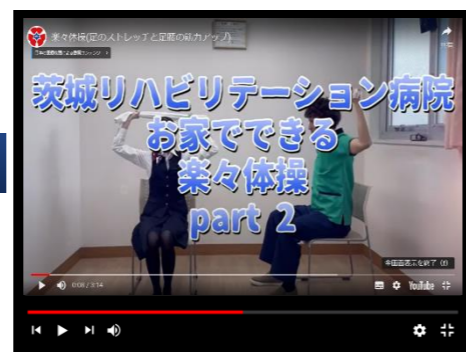 楽々体操(足のストレッチと足腰の筋力アップ)
茨城リハビリテーション病院
お家でできる
楽々体操
part 2
全画面表示を終了 (f)
0:08 / 3:14
YouTube